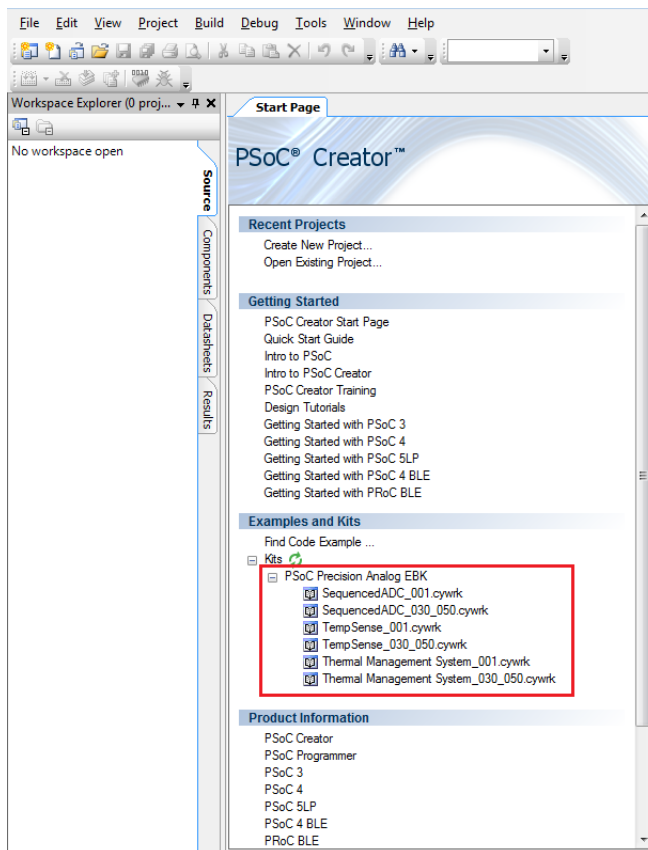 File Edit View Project Build Debug Tools Window Help
Workspace Explorer (0 proj...
No workspace open
Source
Components
Datasheets
Results
Start Page
PSoC® Creator™
Recent Projects
Create New Project...
Open Existing Project...
Getting Started
PSoC Creator Start Page
Quick Start Guide
Intro to PSoC
Intro to PSoC Creator
PSoC Creator Training
Design Tutorials
Getting Started with PSoC 3
Getting Started with PSoC 4
Getting Started with PSoC 5LP
Getting Started with PSoC 4 BLE
Getting Started with PRoC BLE
Examples and Kits
Find Code Example ...
Kits
PSoC Precision Analog EBK
SequencedADC_001.cywrk
SequencedADC_030_050.cywrk
TempSense_001.cywrk
TempSense_030_050.cywrk
Thermal Management System_001.cywrk
Thermal Management System_030_050.cywrk
Product Information
PSoC Creator
PSoC Programmer
PSoC 3
PSoC 4
PSoC 5LP
PSoC 4 BLE
PRoC BLE